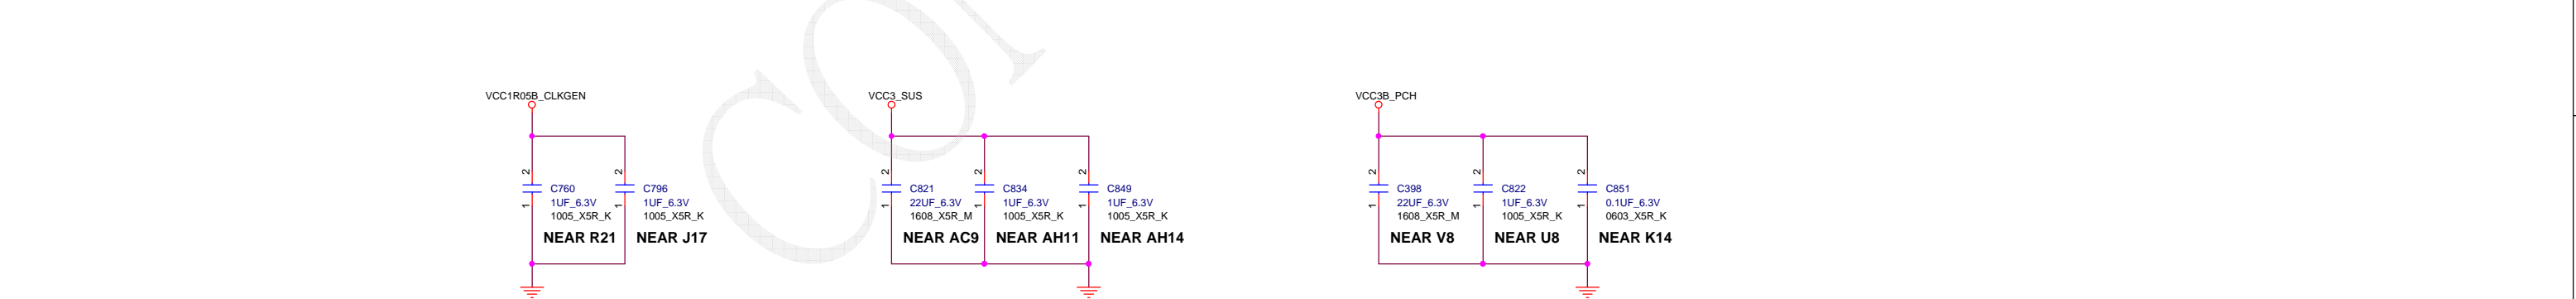 VCC1R05B_CLKGEN
2
1
C760
1UF_6.3V
1005_X5R_K
NEAR R21
2
1
C796
1UF_6.3V
1005_X5R_K
NEAR J17
VCC3_SUS
2
1
C821
22UF_6.3V
1608_X5R_M
NEAR AC9
2
1
C834
1UF_6.3V
1005_X5R_K
NEAR AH11
2
1
C849
1UF_6.3V
1005_X5R_K
NEAR AH14
VCC3B_PCH
2
1
C398
22UF_6.3V
1608_X5R_M
NEAR V8
2
1
C822
1UF_6.3V
1005_X5R_K
NEAR U8
2
1
C851
0.1UF_6.3V
0603_X5R_K
NEAR K14